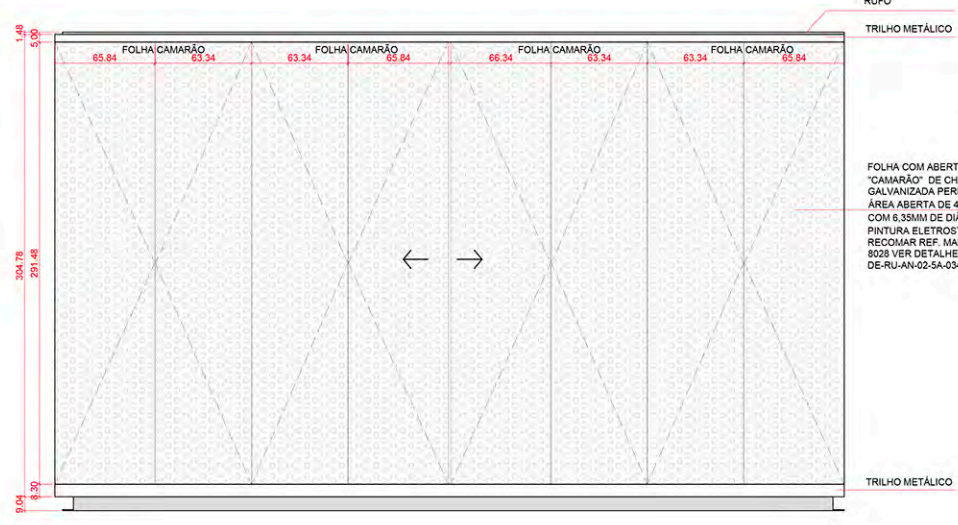 RUFO
TRILHO METÁLICO
1.48
5.00
FOLHA CAMARÃO
FOLHA CAMARÃO
FOLHA CAMARÃO
FOLHA CAMARÃO
65.84
63.34
63.34
65.84
66.34
63.34
63.34
65.84
FOLHA COM ABERT
"CAMARÃO" DE CH
GALVANIZADA PER
ÁREA ABERTA DE 4
COM 6,35MM DE DI
PINTURA ELETROS
RECOMAR REF. MA
8028 VER DETALHE
DE-RU-AN-02-5A-034
304.78
291.48
8.30
9.04
TRILHO METÁLICO